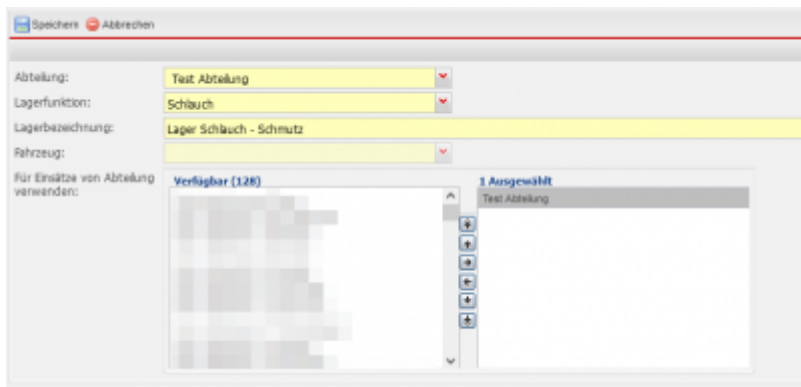 Speichern Abbrechen
Abteilung: Test Abteilung
Lagerfunktion: Schlauch
Lagerbezeichnung: Lager Schlauch - Schmutz
Fahrzeug:
Für Einsätze von Abteilung verwenden:
Verfügbar (128) 1 Ausgewählt
Test Abteilung